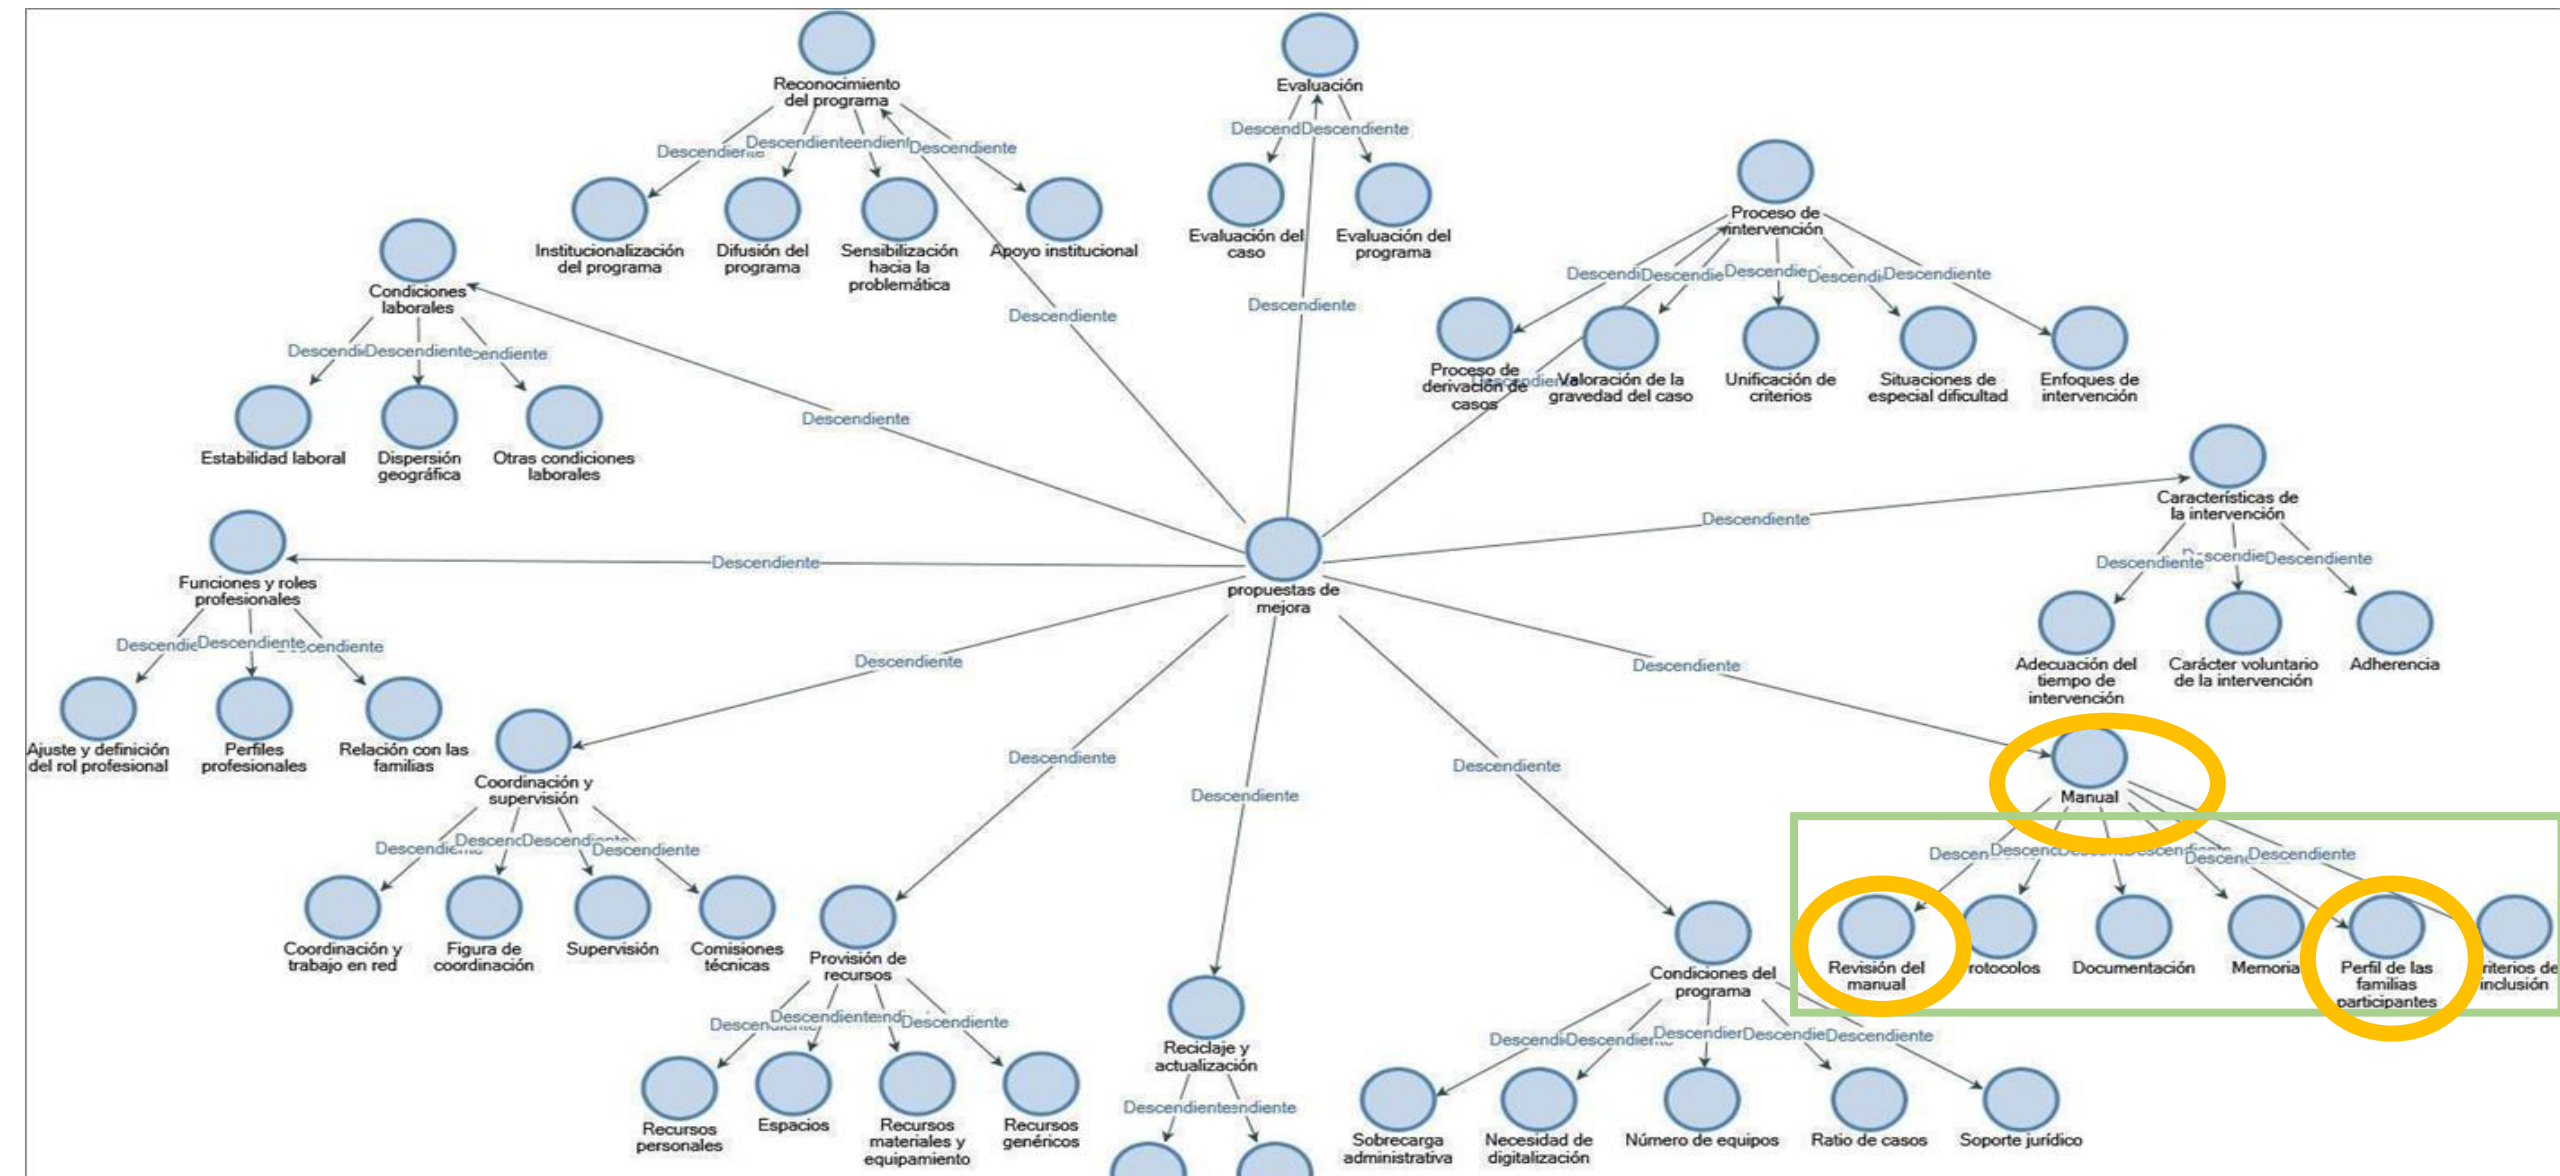 Reconocimiento
del programa
Descendiente
Descendiente
Descendiente
Institucionalización
del programa
Difusión del
programa
Sensibilización
hacia la
problemática
Apoyo institucional
Descendiente
Evaluación
Descendiente
Evaluación del
caso
Evaluación del
programa
Descendiente
Proceso de
intervención
Descendiente
Proceso de
derivación de
casos
Valoración de la
gravedad del caso
Unificación de
criterios
Situaciones de
especial dificultad
Enfoques de
intervención
Condiciones
laborales
Descendiente
Estabilidad laboral
Dispersión
geográfica
Otras condiciones
laborales
Descendiente
Características de
la intervención
Descendiente
Descendiente
Descendiente
Adecuación del
tiempo de
intervención
Carácter voluntario
de la intervención
Adherencia
propuestas de
mejora
Funciones y roles
profesionales
Descendiente
Descendiente
Ajuste y definición
del rol profesional
Perfiles
profesionales
Relación con las
familias
Descendiente
Coordinación y
supervisión
Descendiente
Descendiente
Coordinación y
trabajo en red
Figura de
coordinación
Supervisión
Comisiones
técnicas
Descendiente
Provisión de
recursos
Descendiente
Recursos
personales
Espacios
Recursos
materiales y
equipamiento
Recursos
genéricos
Descendiente
Reciclaje y
actualización
Descendiente
Descendiente
Condiciones del
programa
Descendiente
Sobrecarga
administrativa
Necesidad de
digitalización
Número de equipos
Ratio de casos
Soporte jurídico
Descendiente
Manual
Descendiente
Revisión del
manual
rotocolos
Documentación
Memoria
Perfil de las
familias
participantes
riterios de
inclusión